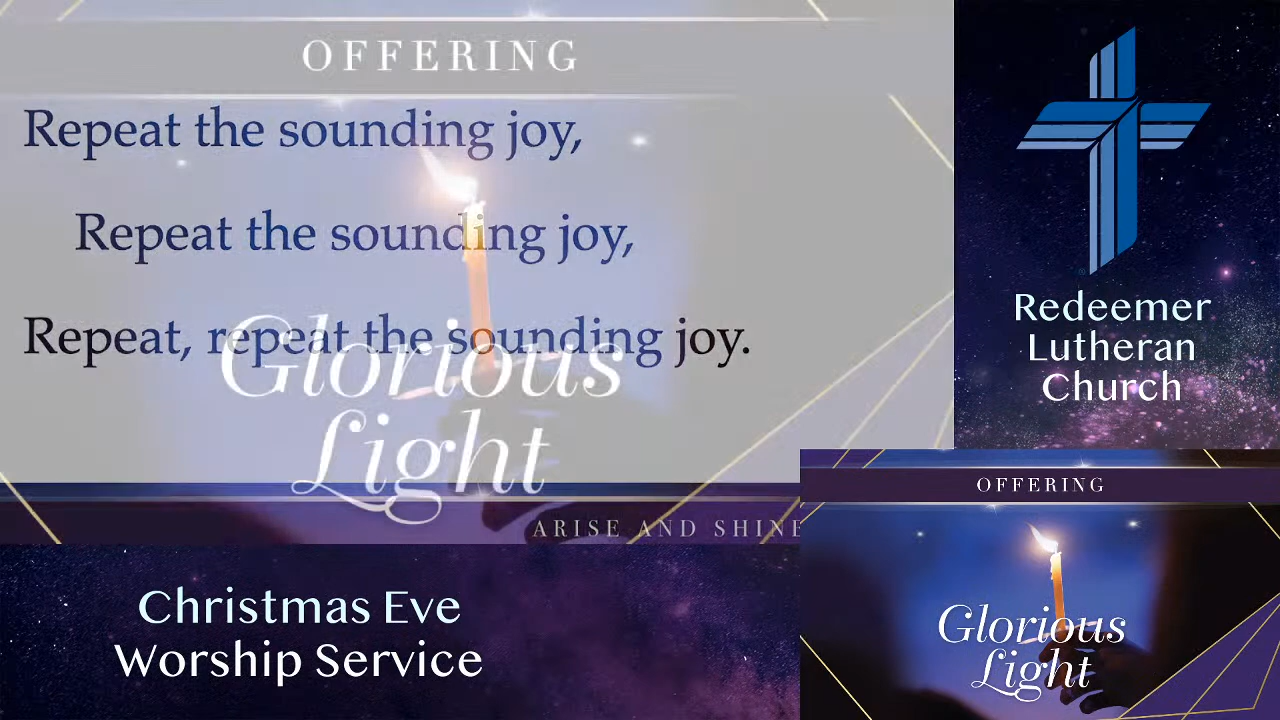 OFFERING
Repeat the sounding joy,
Repeat the sounding joy,
Repeat, repeat the sounding joy.
Glorious
Light
ARISE AND SHINE
Redeemer
Lutheran
Church
Christmas Eve
Worship Service
OFFERING
Glorious
Light